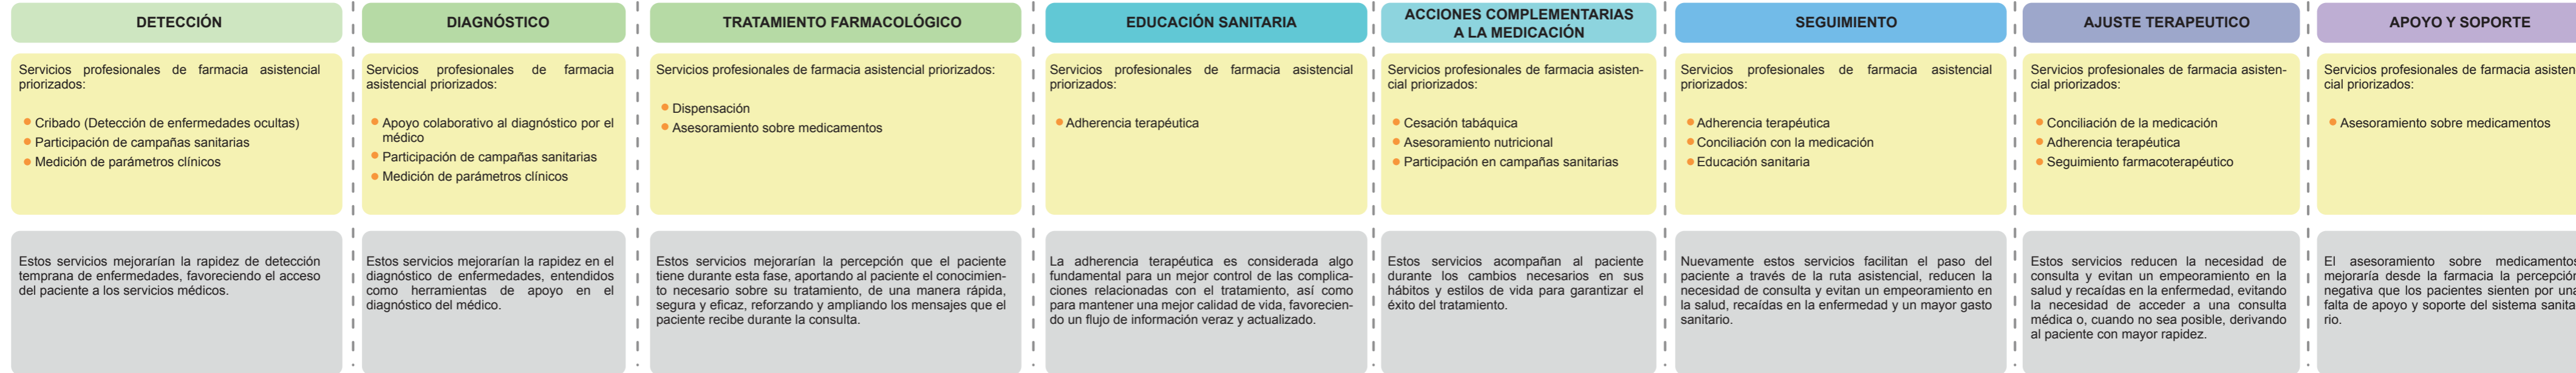 DETECCIÓN
Servicios profesionales de farmacia asistencial
priorizados:
Cribado (Detección de enfermedades ocultas)
Participación de campañas sanitarias
Medición de parámetros clínicos
Estos servicios mejorarían la rapidez de detección
temprana de enfermedades, favoreciendo el acceso
del paciente a los servicios médicos.
DIAGNÓSTICO
Servicios profesionales de farmacia
asistencial priorizados:
Apoyo colaborativo al diagnóstico por el
médico
Participación de campañas sanitarias
Medición de parámetros clínicos
Estos servicios mejorarían la rapidez en el
diagnóstico de enfermedades, entendidos
como herramientas de apoyo en el
diagnóstico del médico.
TRATAMIENTO FARMACOLÓGICO
Servicios profesionales de farmacia asistencial priorizados:
Dispensación
Asesoramiento sobre medicamentos
Estos servicios mejorarían la percepción que el paciente
tiene durante esta fase, aportando al paciente el conocimien-
to necesario sobre su tratamiento, de una manera rápida,
segura y eficaz, reforzando y ampliando los mensajes que el
paciente recibe durante la consulta.
EDUCACIÓN SANITARIA
Servicios profesionales de farmacia asistencial
priorizados:
Adherencia terapéutica
La adherencia terapéutica es considerada algo
fundamental para un mejor control de las complica-
ciones relacionadas con el tratamiento, así como
para mantener una mejor calidad de vida, favorecien-
do un flujo de información veraz y actualizado.
ACCIONES COMPLEMENTARIAS
A LA MEDICACIÓN
Servicios profesionales de farmacia asisten-
cial priorizados:
Cesación tabáquica
Asesoramiento nutricional
Participación en campañas sanitarias
Estos servicios acompañan al paciente
durante los cambios necesarios en sus
hábitos y estilos de vida para garantizar el
éxito del tratamiento.
SEGUIMIENTO
Servicios profesionales de farmacia asistencial
priorizados:
Adherencia terapéutica
Conciliación con la medicación
Educación sanitaria
Nuevamente estos servicios facilitan el paso del
paciente a través de la ruta asistencial, reducen la
necesidad de consulta y evitan un empeoramiento en
la salud, recaídas en la enfermedad y un mayor gasto
sanitario.
AJUSTE TERAPEUTICO
Servicios profesionales de farmacia asisten-
cial priorizados:
Conciliación de la medicación
Adherencia terapéutica
Seguimiento farmacoterapéutico
Estos servicios reducen la necesidad de
consulta y evitan un empeoramiento en la
salud y recaídas en la enfermedad, evitando
la necesidad de acceder a una consulta
médica o, cuando no sea posible, derivando
al paciente con mayor rapidez.
APOYO Y SOPORTE
Servicios profesionales de farmacia asisten
cial priorizados:
Asesoramiento sobre medicamentos
El asesoramiento sobre medicamentos
mejoraría desde la farmacia la percepción
negativa que los pacientes sienten por una
falta de apoyo y soporte del sistema sanita
rio.